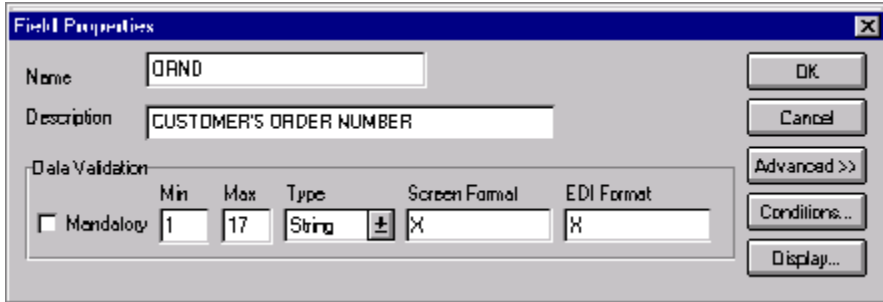 Field Properties
Name
ORNO
Description
CUSTOMER'S ORDER NUMBER
Data Validation
Min Max Type Screen Format EDI Format
Mandatory 1 17 String X X
OK
Cancel
Advanced >>
Conditions...
Display...